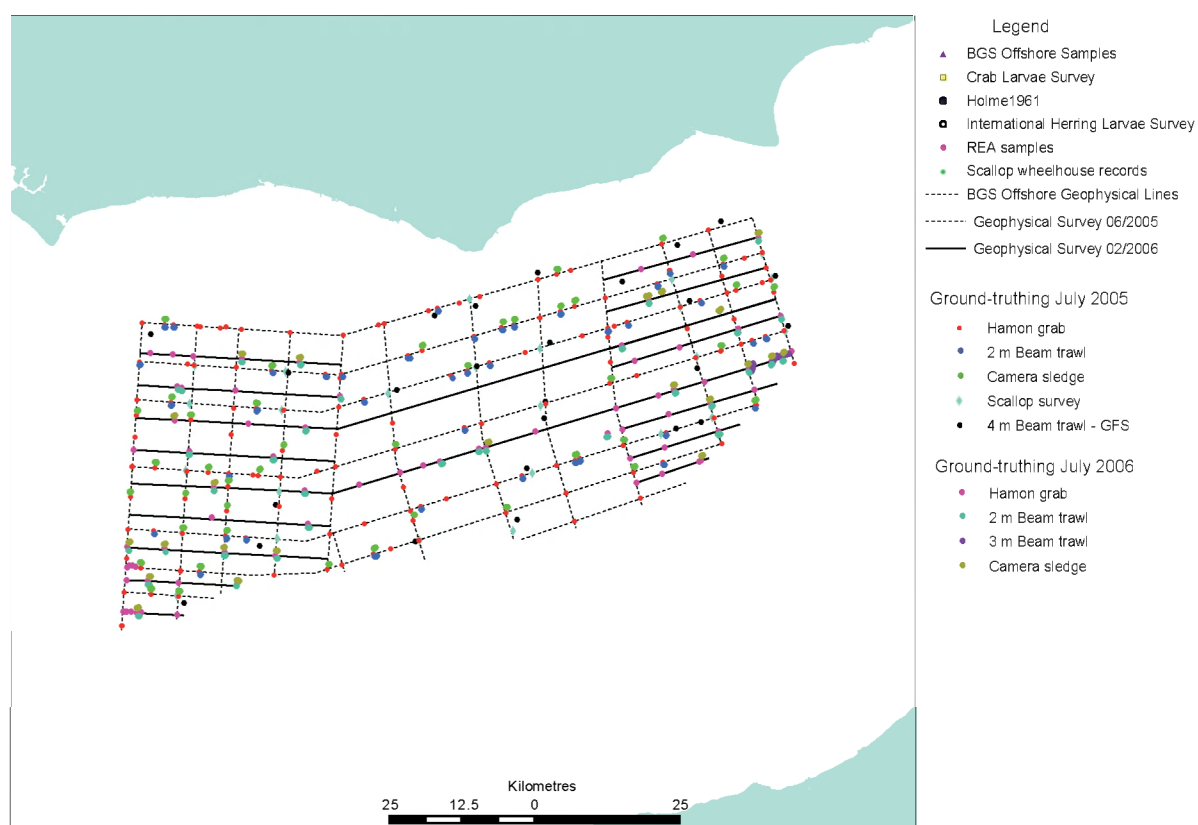 Legend
BGS Offshore Samples
Crab Larvae Survey
Holme1961
International Herring Larvae Survey
REA samples
Scallop wheelhouse records
BGS Offshore Geophysical Lines
Geophysical Survey 06/2005
Geophysical Survey 02/2006
Ground-truthing July 2005
Hamon grab
2 m Beam trawl
Camera sledge
Scallop survey
4 m Beam trawl - GFS
Ground-truthing July 2006
Hamon grab
2 m Beam trawl
3 m Beam trawl
Camera sledge
Kilometres
25 12.5 0 25